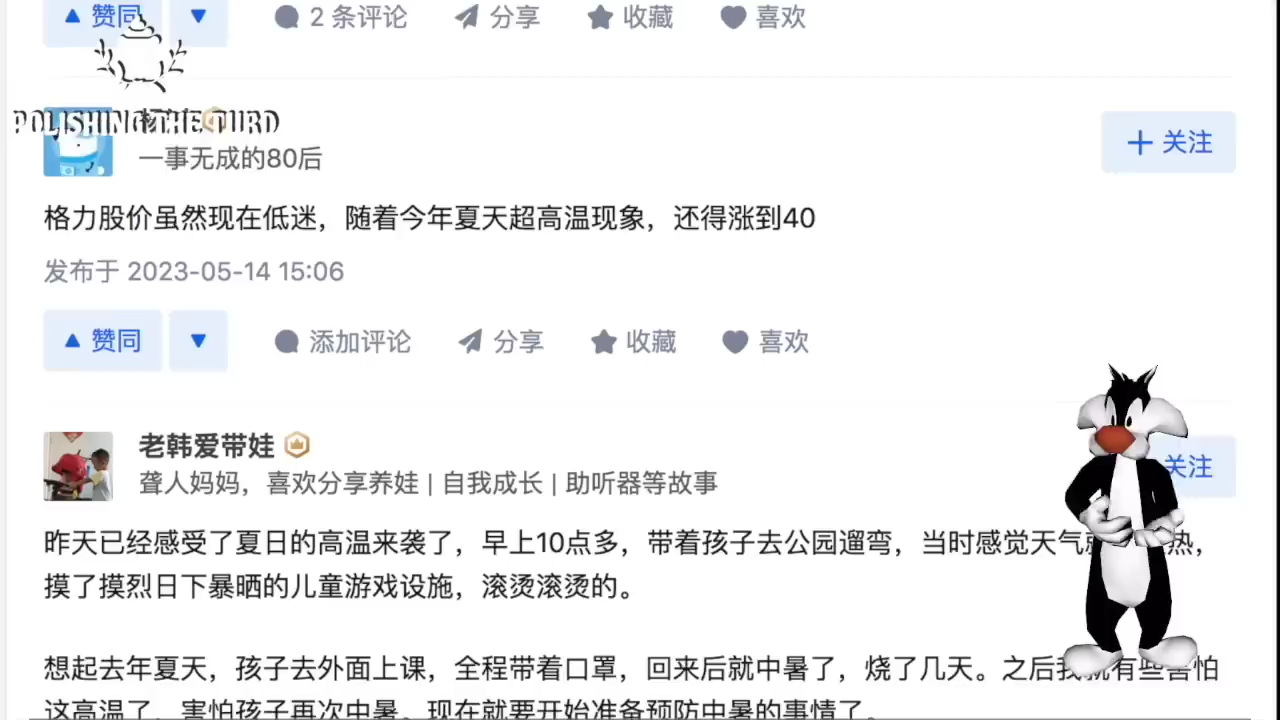 赞同 2 条评论 分享 收藏 喜欢
POLISHING THE TURD
一事无成的80后
关注
格力股价虽然现在低迷，随着今年夏天超高温现象，还得涨到40
发布于 2023-05-14 15:06
赞同 添加评论 分享 收藏 喜欢
老韩爱带娃
聋人妈妈，喜欢分享养娃 | 自我成长 | 助听器等故事
关注
昨天已经感受了夏日的高温来袭了，早上10点多，带着孩子去公园遛弯，当时感觉天气 热，
摸了摸烈日下暴晒的儿童游戏设施，滚烫滚烫的。
想起去年夏天，孩子去外面上课，全程带着口罩，回来后就中暑了，烧了几天。之后我就有些害怕
这高温了，害怕孩子再次中暑。现在就要开始准备预防中暑的事情了。